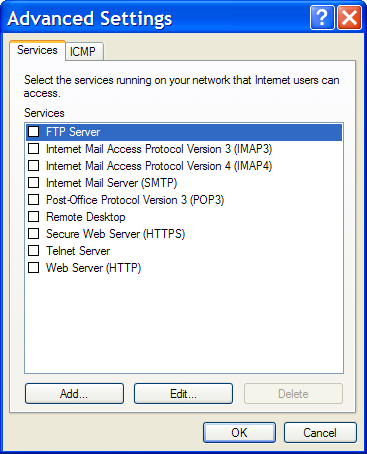 Advanced Settings
Services
ICMP
Select the services running on your network that Internet users can
access.
Services
FTP Server
Internet Mail Access Protocol Version 3 (IMAP3)
Internet Mail Access Protocol Version 4 (IMAP4)
Internet Mail Server (SMTP)
Post-Office Protocol Version 3 (POP3)
Remote Desktop
Secure Web Server (HTTPS)
Telnet Server
Web Server (HTTP)
Add...
Edit...
Delete
OK
Cancel